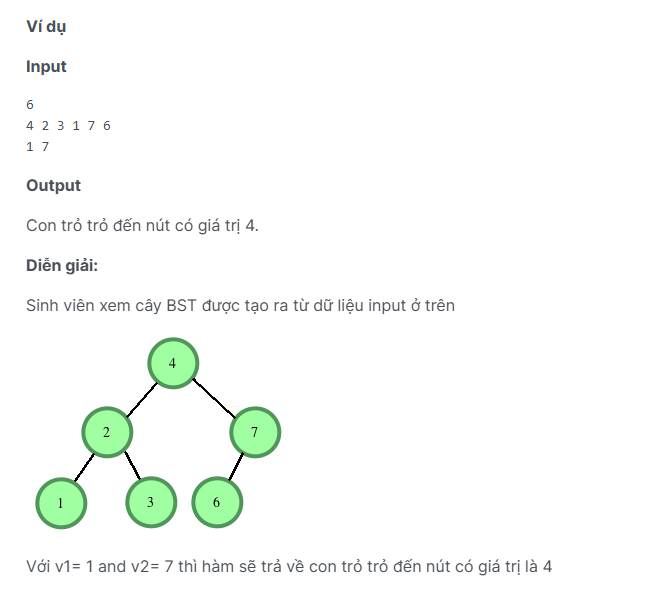 Ví dụ
Input
6
4 2 3 1 7 6
1 7
Output
Con trỏ trỏ đến nút có giá trị 4.
Diễn giải:
Sinh viên xem cây BST được tạo ra từ dữ liệu input ở trên
4
2
7
1
3
6
Với v1= 1 and v2= 7 thì hàm sẽ trả về con trỏ trỏ đến nút có giá trị là 4